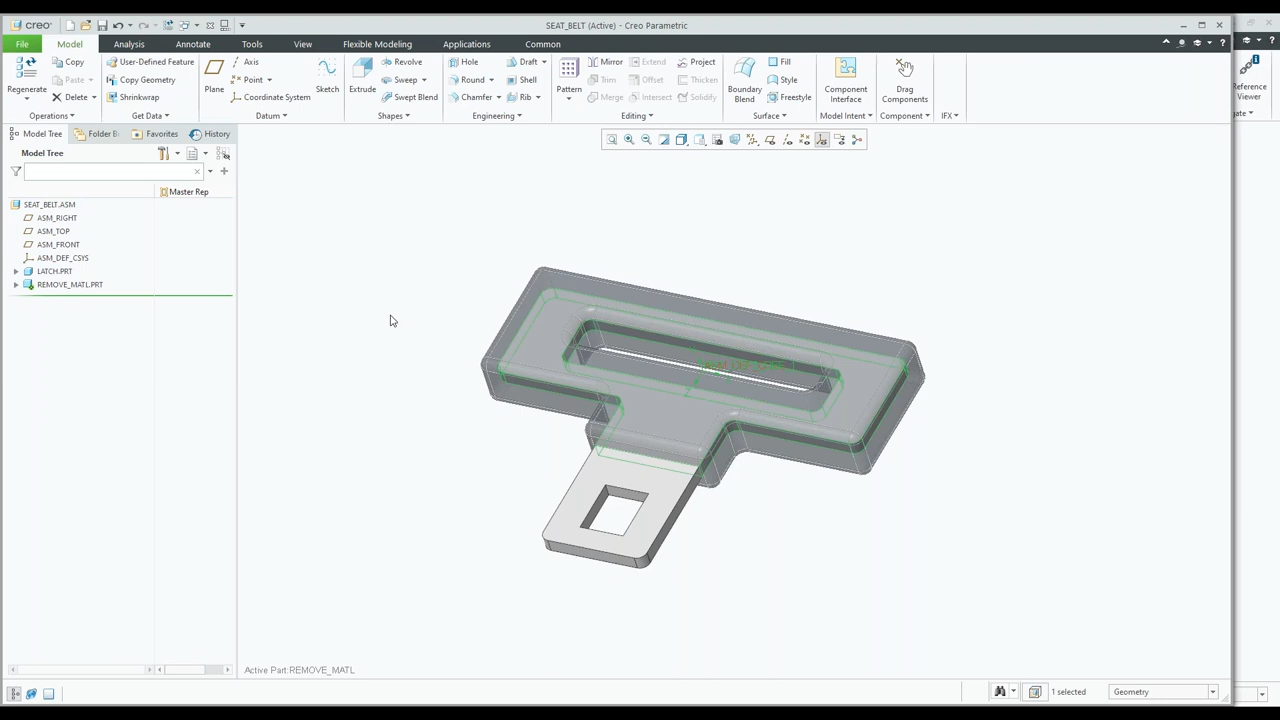 creo
SEAT_BELT (Active) - Creo Parametric
File Model Analysis Annotate Tools View Flexible Modeling Applications Common
Regenerate Copy Paste Delete
User-Defined Feature
Copy Geometry
Shrinkwrap
Plane Axis Point Coordinate System Sketch
Extrude Revolve Sweep Swept Blend
Hole Round Chamfer Draft Shell Rib
Pattern Mirror Trim Merge Extend Offset Intersect Project Thicken Solidify
Boundary Blend Fill Style Freestyle
Component Interface
Drag Components
Reference Viewer
Operations Get Data Datum Shapes Engineering Editing Surface Model Intent Component IFX
Model Tree Folder B: Favorites History
Model Tree
Master Rep
SEAT_BELT.ASM
ASM_RIGHT
ASM_TOP
ASM_FRONT
ASM_DEF_CSYS
LATCH.PRT
REMOVE_MATL.PRT
Active Part:REMOVE_MATL
1 selected
Geometry